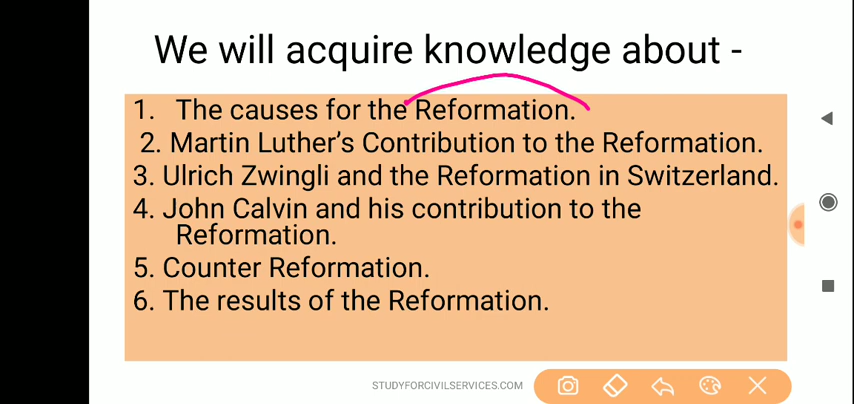 We will acquire knowledge about -
1. The causes for the Reformation.
2. Martin Luther’s Contribution to the Reformation.
3. Ulrich Zwingli and the Reformation in Switzerland.
4. John Calvin and his contribution to the
Reformation.
5. Counter Reformation.
6. The results of the Reformation.
STUDYFORCIVILSERVICES.COM